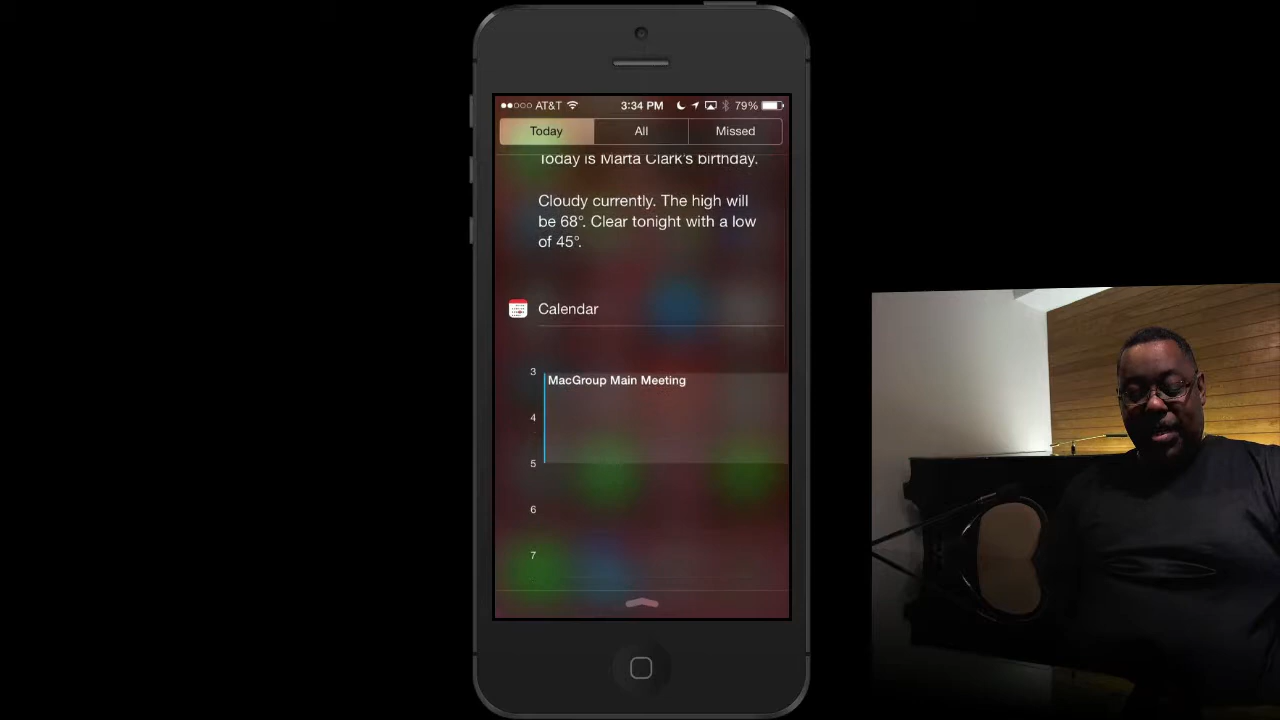 AT&T 3:34 PM 79%
Today All Missed
Today is Marta Clark's birthday.
Cloudy currently. The high will
be 68°. Clear tonight with a low
of 45°.
Calendar
3
MacGroup Main Meeting
4
5
6
7